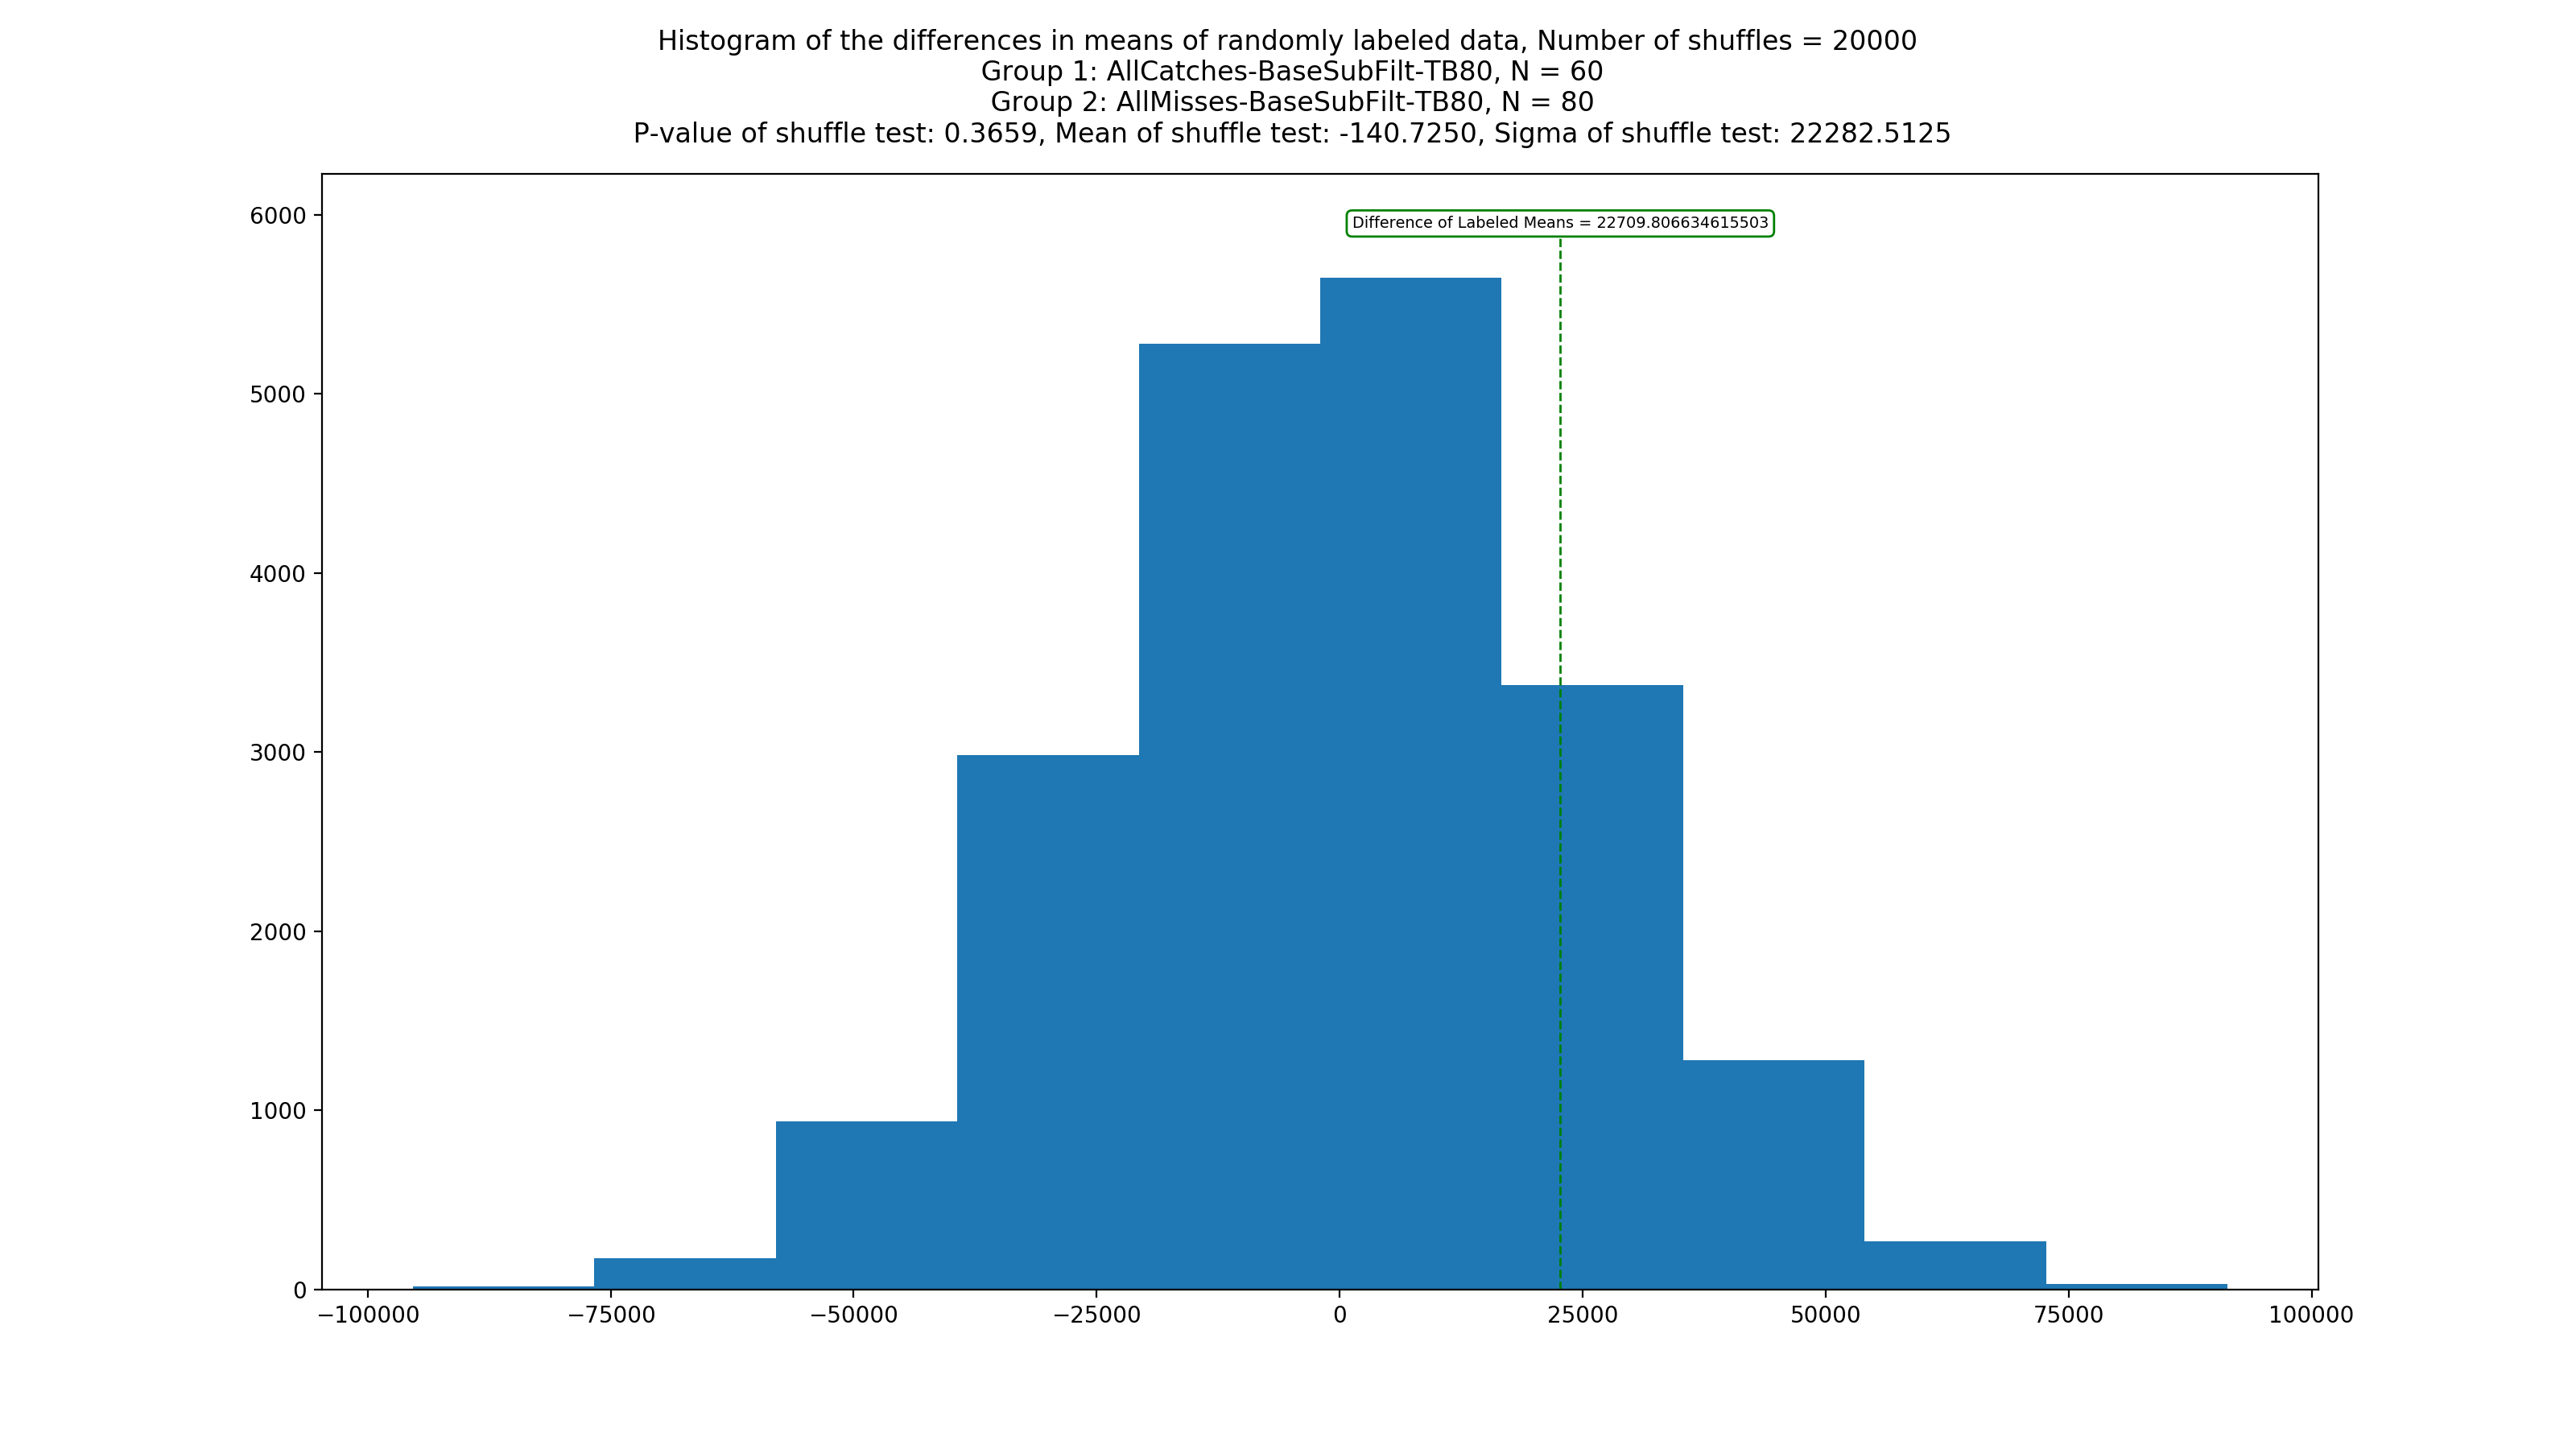 Histogram of the differences in means of randomly labeled data, Number of shuffles = 20000
Group 1: AllCatches-BaseSubFilt-TB80, N = 60
Group 2: AllMisses-BaseSubFilt-TB80, N = 80
P-value of shuffle test: 0.3659, Mean of shuffle test: -140.7250, Sigma of shuffle test: 22282.5125
6000
Difference of Labeled Means = 22709.806634615503
5000
4000
3000
2000
1000
0
−100000 −75000 −50000 −25000 0 25000 50000 75000 100000